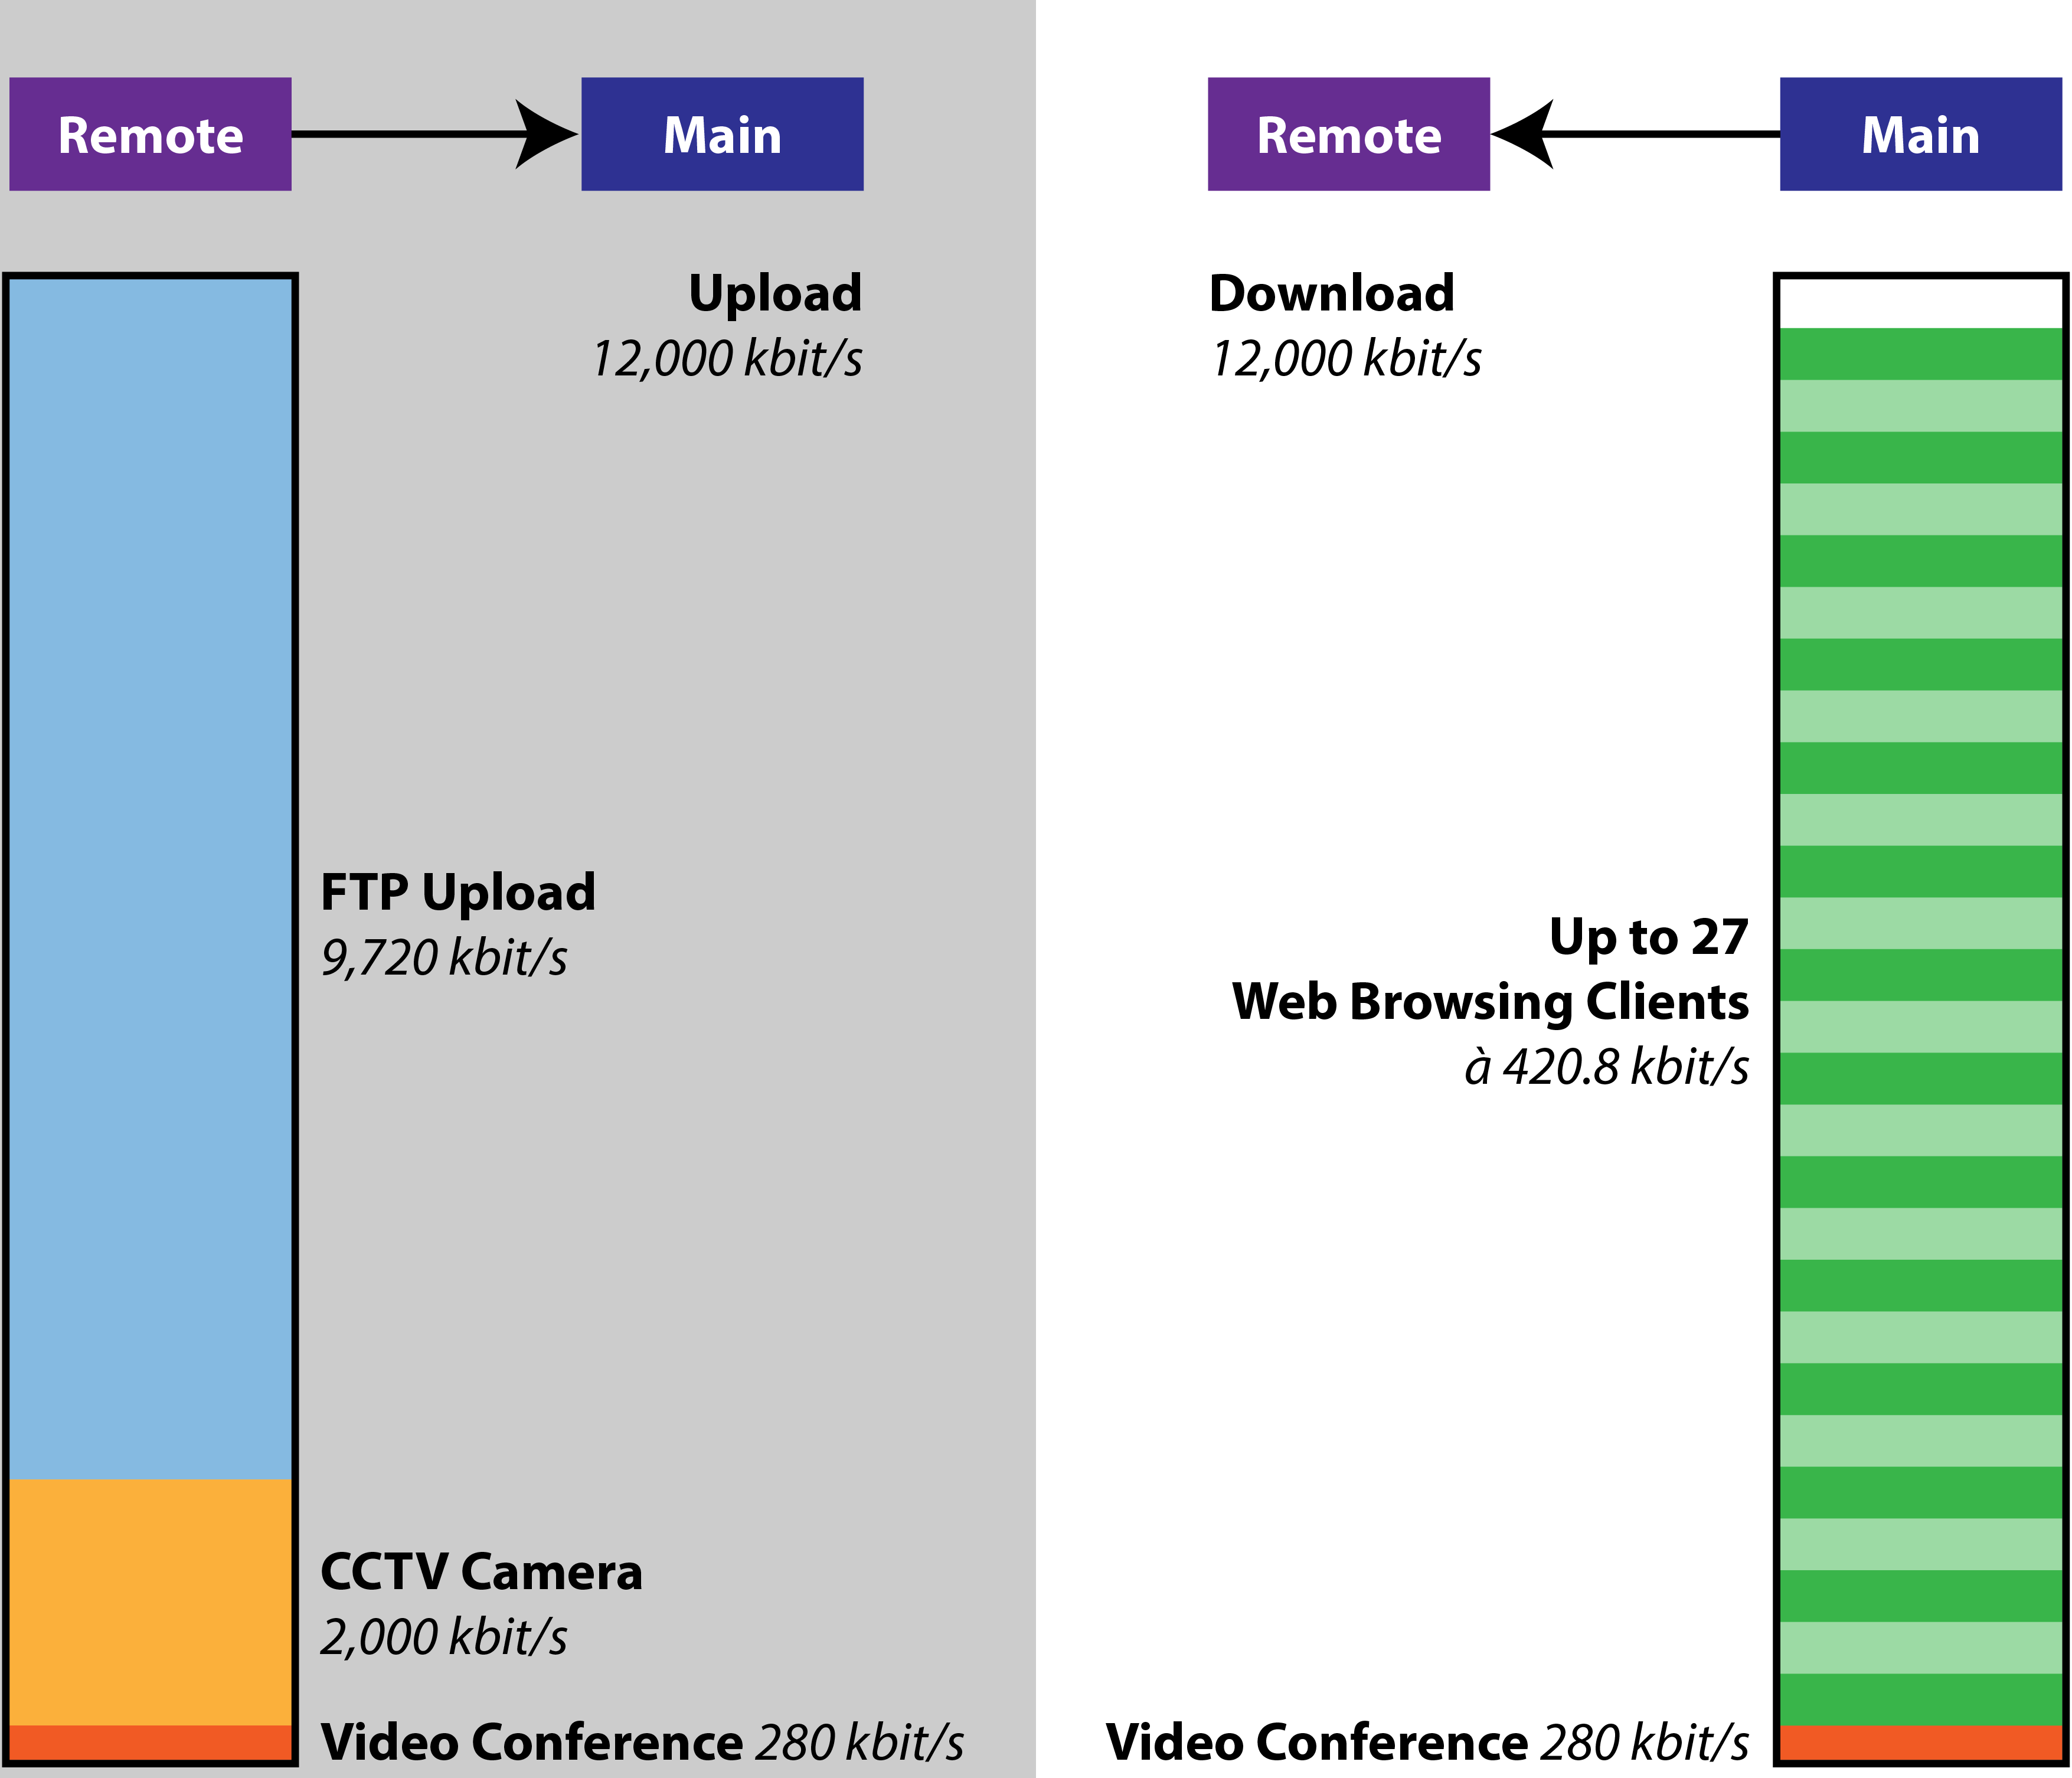 Remote
Main
Upload
12,000 kbit/s
FTP Upload
9,720 kbit/s
CCTV Camera
2,000 kbit/s
Video Conference 280 kbit/s
Remote
Main
Download
12,000 kbit/s
Up to 27
Web Browsing Clients
à 420.8 kbit/s
Video Conference 280 kbit/s